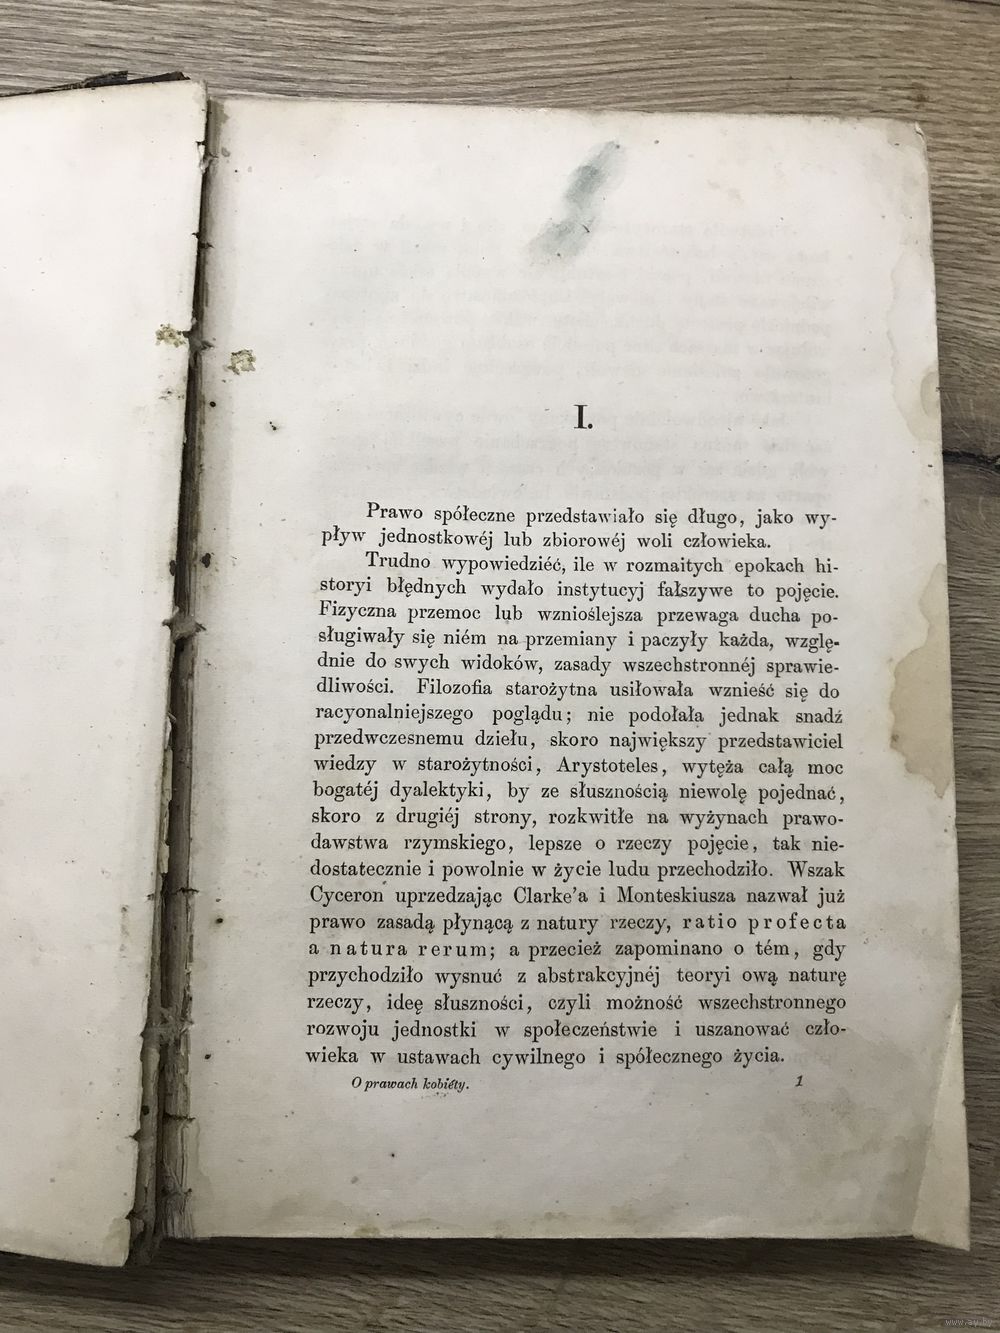 I.
Prawo spółeczne przedstawiało się długo, jako wy-
pływ jednostkowéj lub zbiorowéj woli człowieka.
Trudno wypowiedziéć, ile w rozmaitych epokach hi-
storyi błędnych wydało instytucyj fałszywe to pojęcie.
Fizyczna przemoc lub wznioślejsza przewaga ducha po-
sługiwały się niém na przemiany i paczyły każda, wzglę-
dnie do swych widoków, zasady wszechstronnéj sprawie-
dliwości. Filozofia starożytna usiłowała wznieść się do
racyonalniejszego poglądu; nie podołała jednak snadź
przedwczesnemu dziełu, skoro największy przedstawiciel
wiedzy w starożytności, Arystoteles, wytęża całą moc
bogatéj dyalektyki, by ze słusznością niewolę pojednać,
skoro z drugiéj strony, rozkwitłe na wyżynach prawo-
dawstwa rzymskiego, lepsze o rzeczy pojęcie, tak nie-
dostatecznie i powolnie w życie ludu przechodziło. Wszak
Cyceron uprzedzając Clarke'a i Monteskiusza nazwał już
prawo zasadą płynącą z natury rzeczy, ratio profecta
a natura rerum; a przecież zapominano o tém, gdy
przychodziło wysnuć z abstrakcyjnéj teoryi ową naturę
rzeczy, ideę słuszności, czyli możność wszechstronnego
rozwoju jednostki w społeczeństwie i uszanować czło-
wieka w ustawach cywilnego i spółecznego życia.
O prawach kobiéty. 1
www.ay.by